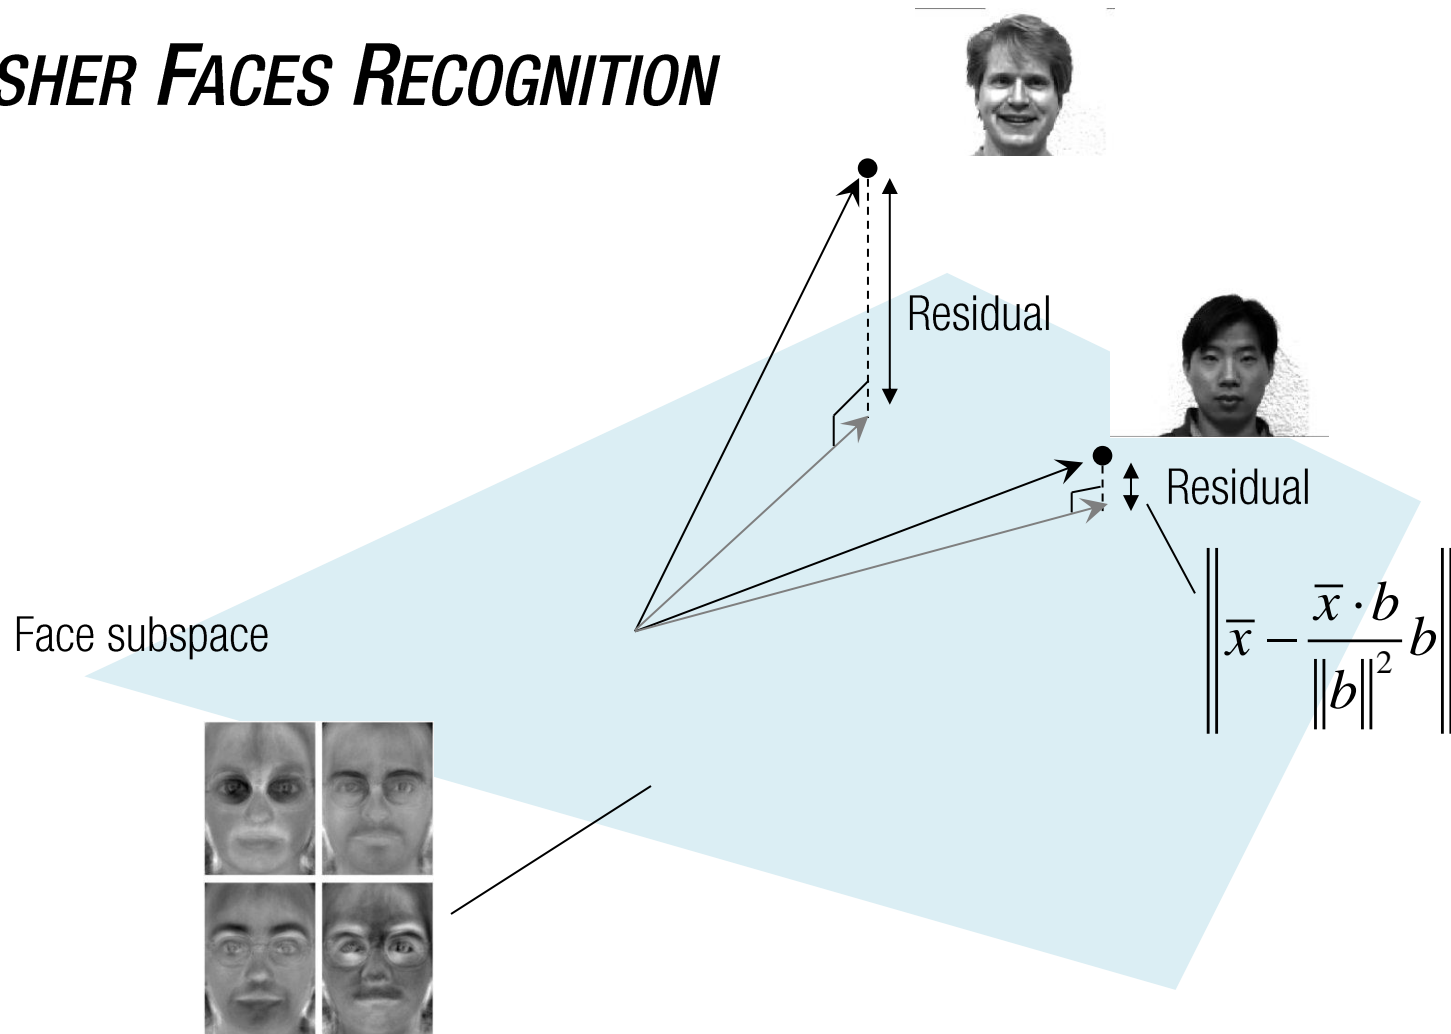 SHER FACES RECOGNITION
Residual
Residual
Face subspace
‖x̅ − (x̅ · b / ‖b‖²) b‖